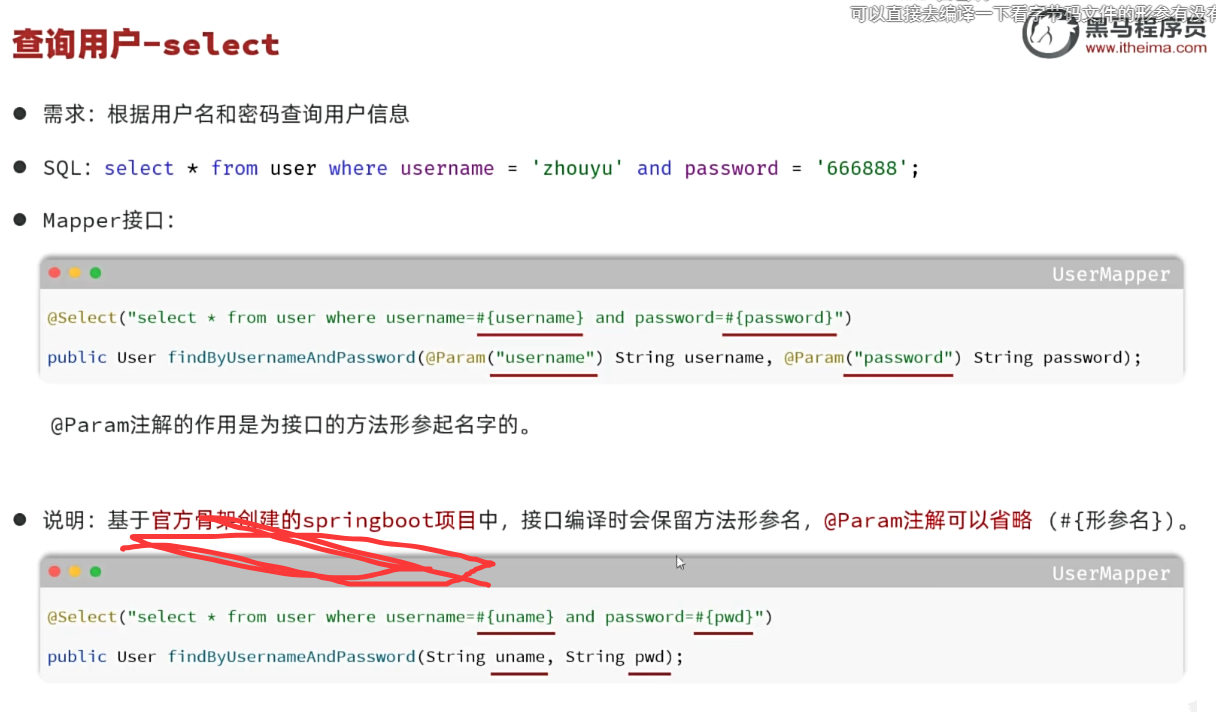 可以直接去编译一下看字节码文件的形参有没有
查询用户-select
黑马程序员
www.itheima.com
● 需求：根据用户名和密码查询用户信息
● SQL：select * from user where username = 'zhouyu' and password = '666888';
● Mapper接口：
UserMapper
@Select("select * from user where username=#{username} and password=#{password}")
public User findByUsernameAndPassword(@Param("username") String username, @Param("password") String password);
@Param注解的作用是为接口的方法形参起名字的。
● 说明：基于官方骨架创建的springboot项目中，接口编译时会保留方法形参名，@Param注解可以省略 (#{形参名})。
UserMapper
@Select("select * from user where username=#{uname} and password=#{pwd}")
public User findByUsernameAndPassword(String uname, String pwd);